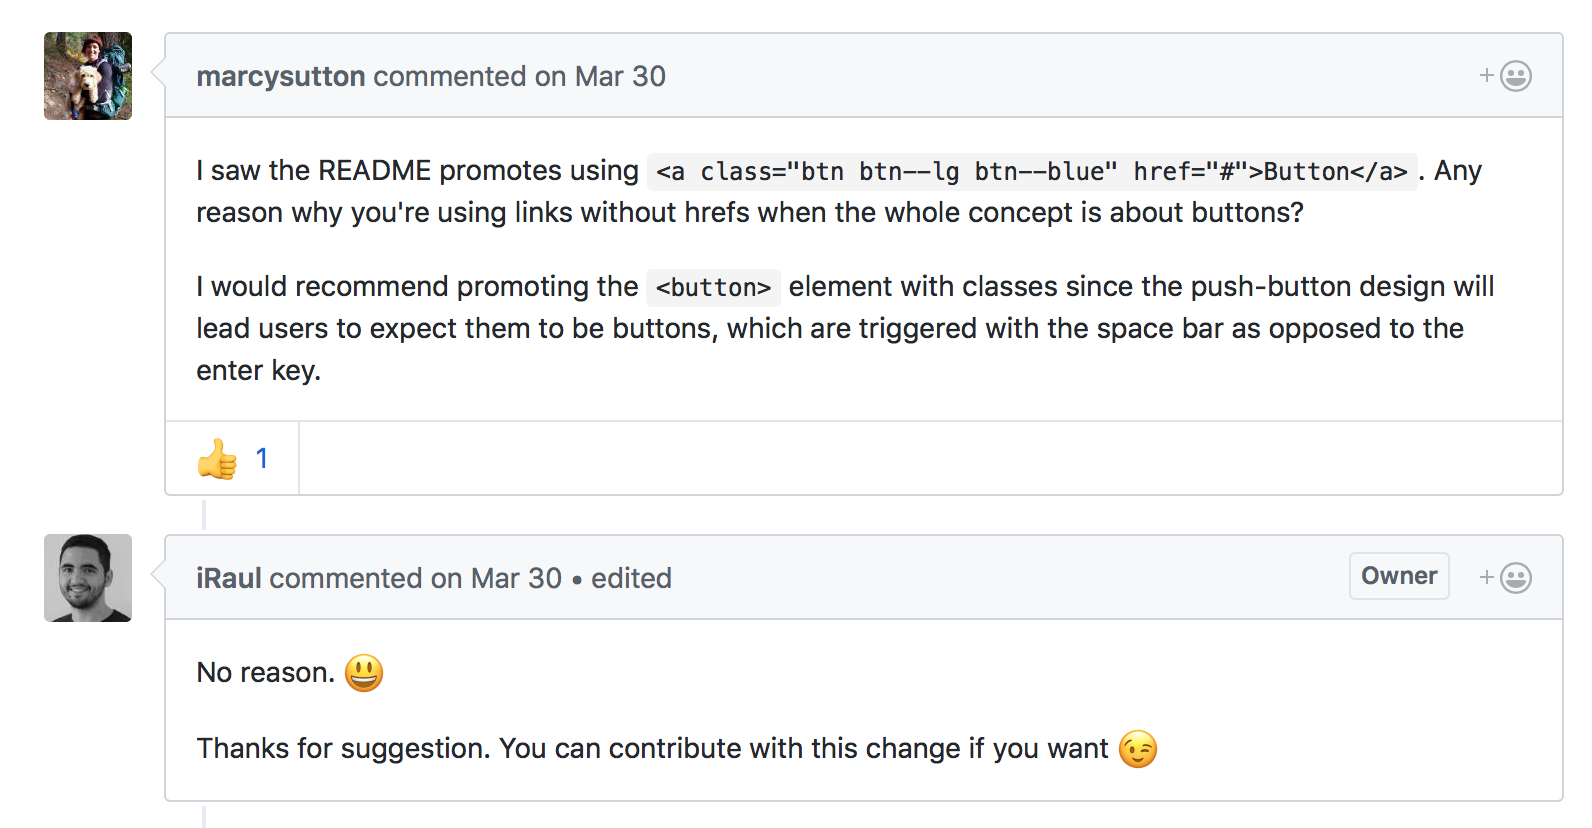 marcysutton commented on Mar 30
I saw the README promotes using <a class="btn btn--lg btn--blue" href="#">Button</a> . Any
reason why you're using links without hrefs when the whole concept is about buttons?
I would recommend promoting the <button> element with classes since the push-button design will
lead users to expect them to be buttons, which are triggered with the space bar as opposed to the
enter key.
👍 1
iRaul commented on Mar 30 • edited
Owner
No reason. 😃
Thanks for suggestion. You can contribute with this change if you want 😉